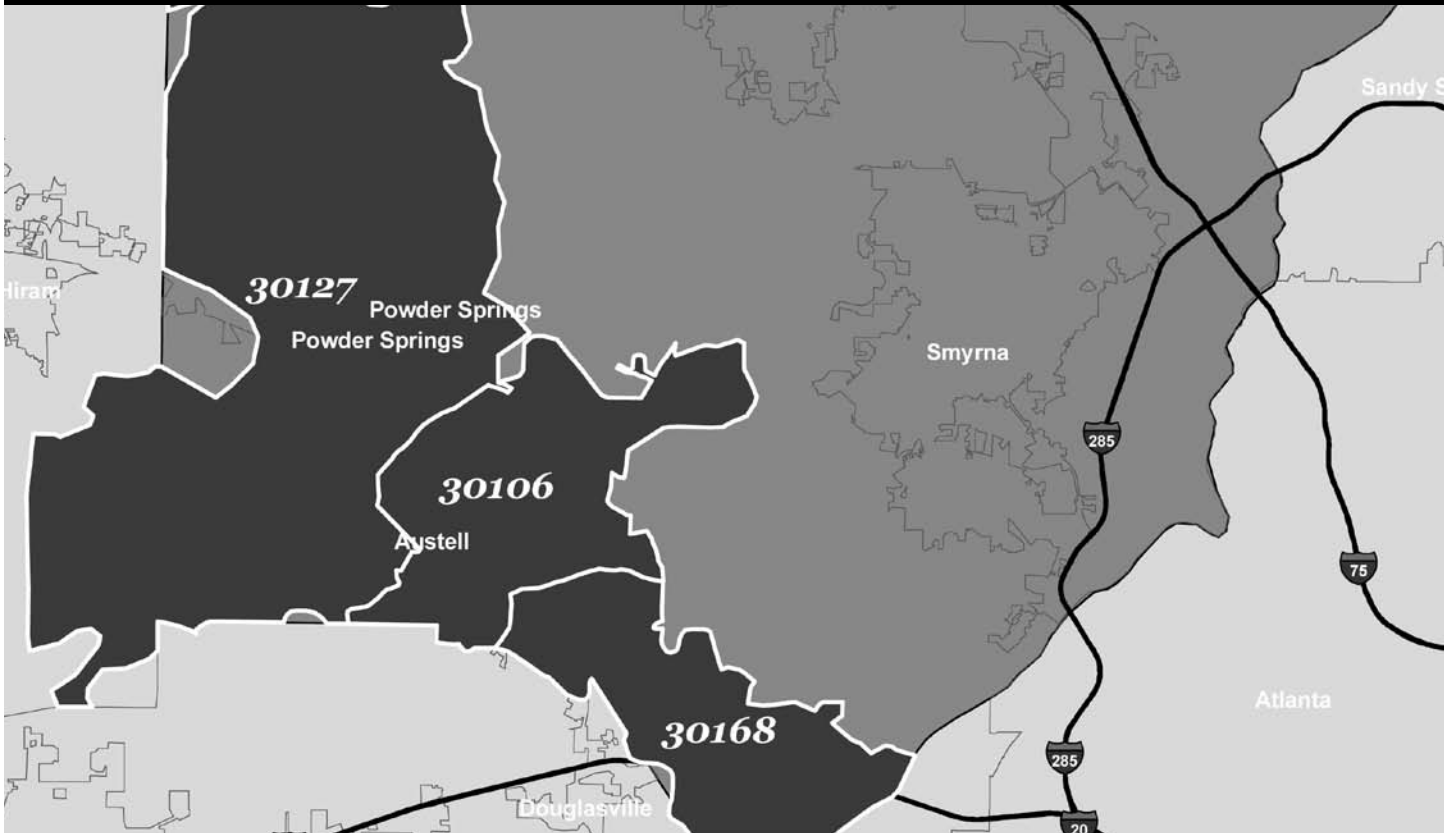 Sandy S
30127
Hiram
Powder Springs
Powder Springs
Smyrna
285
30106
Austell
75
Atlanta
30168
285
Douglasville
20